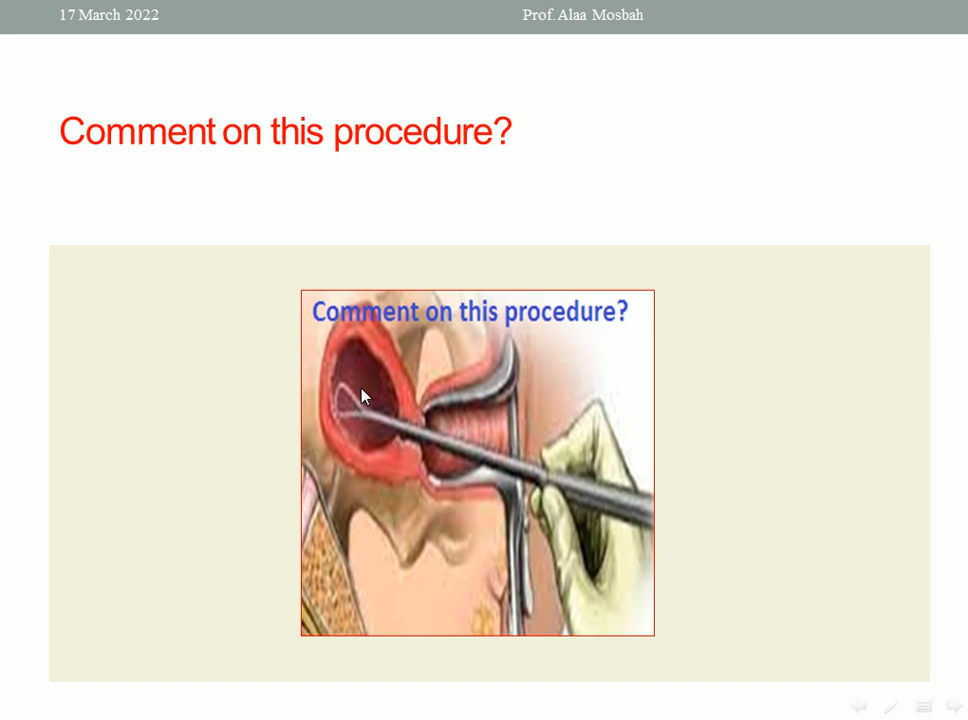 17 March 2022 Prof. Alaa Mosbah
Comment on this procedure?
Comment on this procedure?